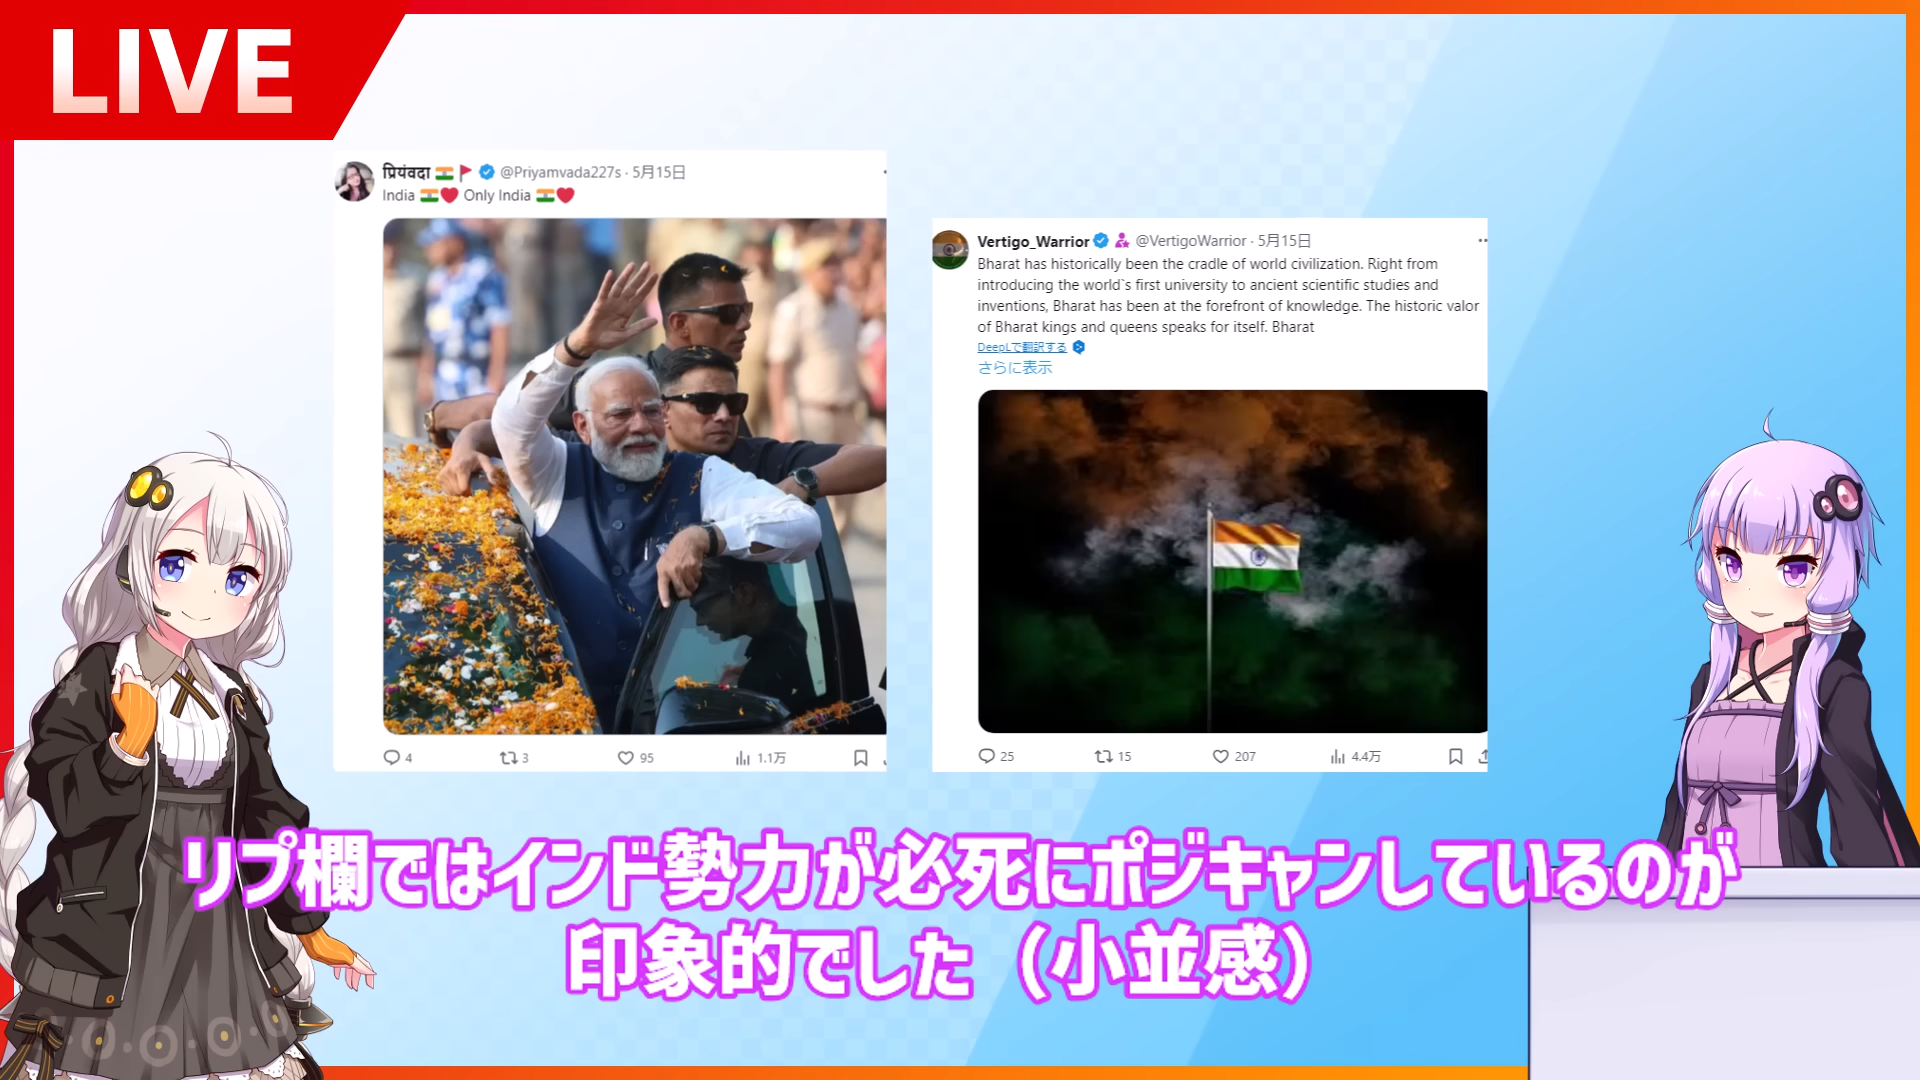 LIVE
प्रियंवदा 🇮🇳🚩 @Priyamvada227s · 5月15日
India 🇮🇳❤️ Only India 🇮🇳❤️
4 3 95 1.1万
Vertigo_Warrior @VertigoWarrior · 5月15日
Bharat has historically been the cradle of world civilization. Right from
introducing the world`s first university to ancient scientific studies and
inventions, Bharat has been at the forefront of knowledge. The historic valor
of Bharat kings and queens speaks for itself. Bharat
DeepLで翻訳する
さらに表示
25 15 207 4.4万
リプ欄ではインド勢力が必死にポジキャンしているのが
印象的でした（小並感）